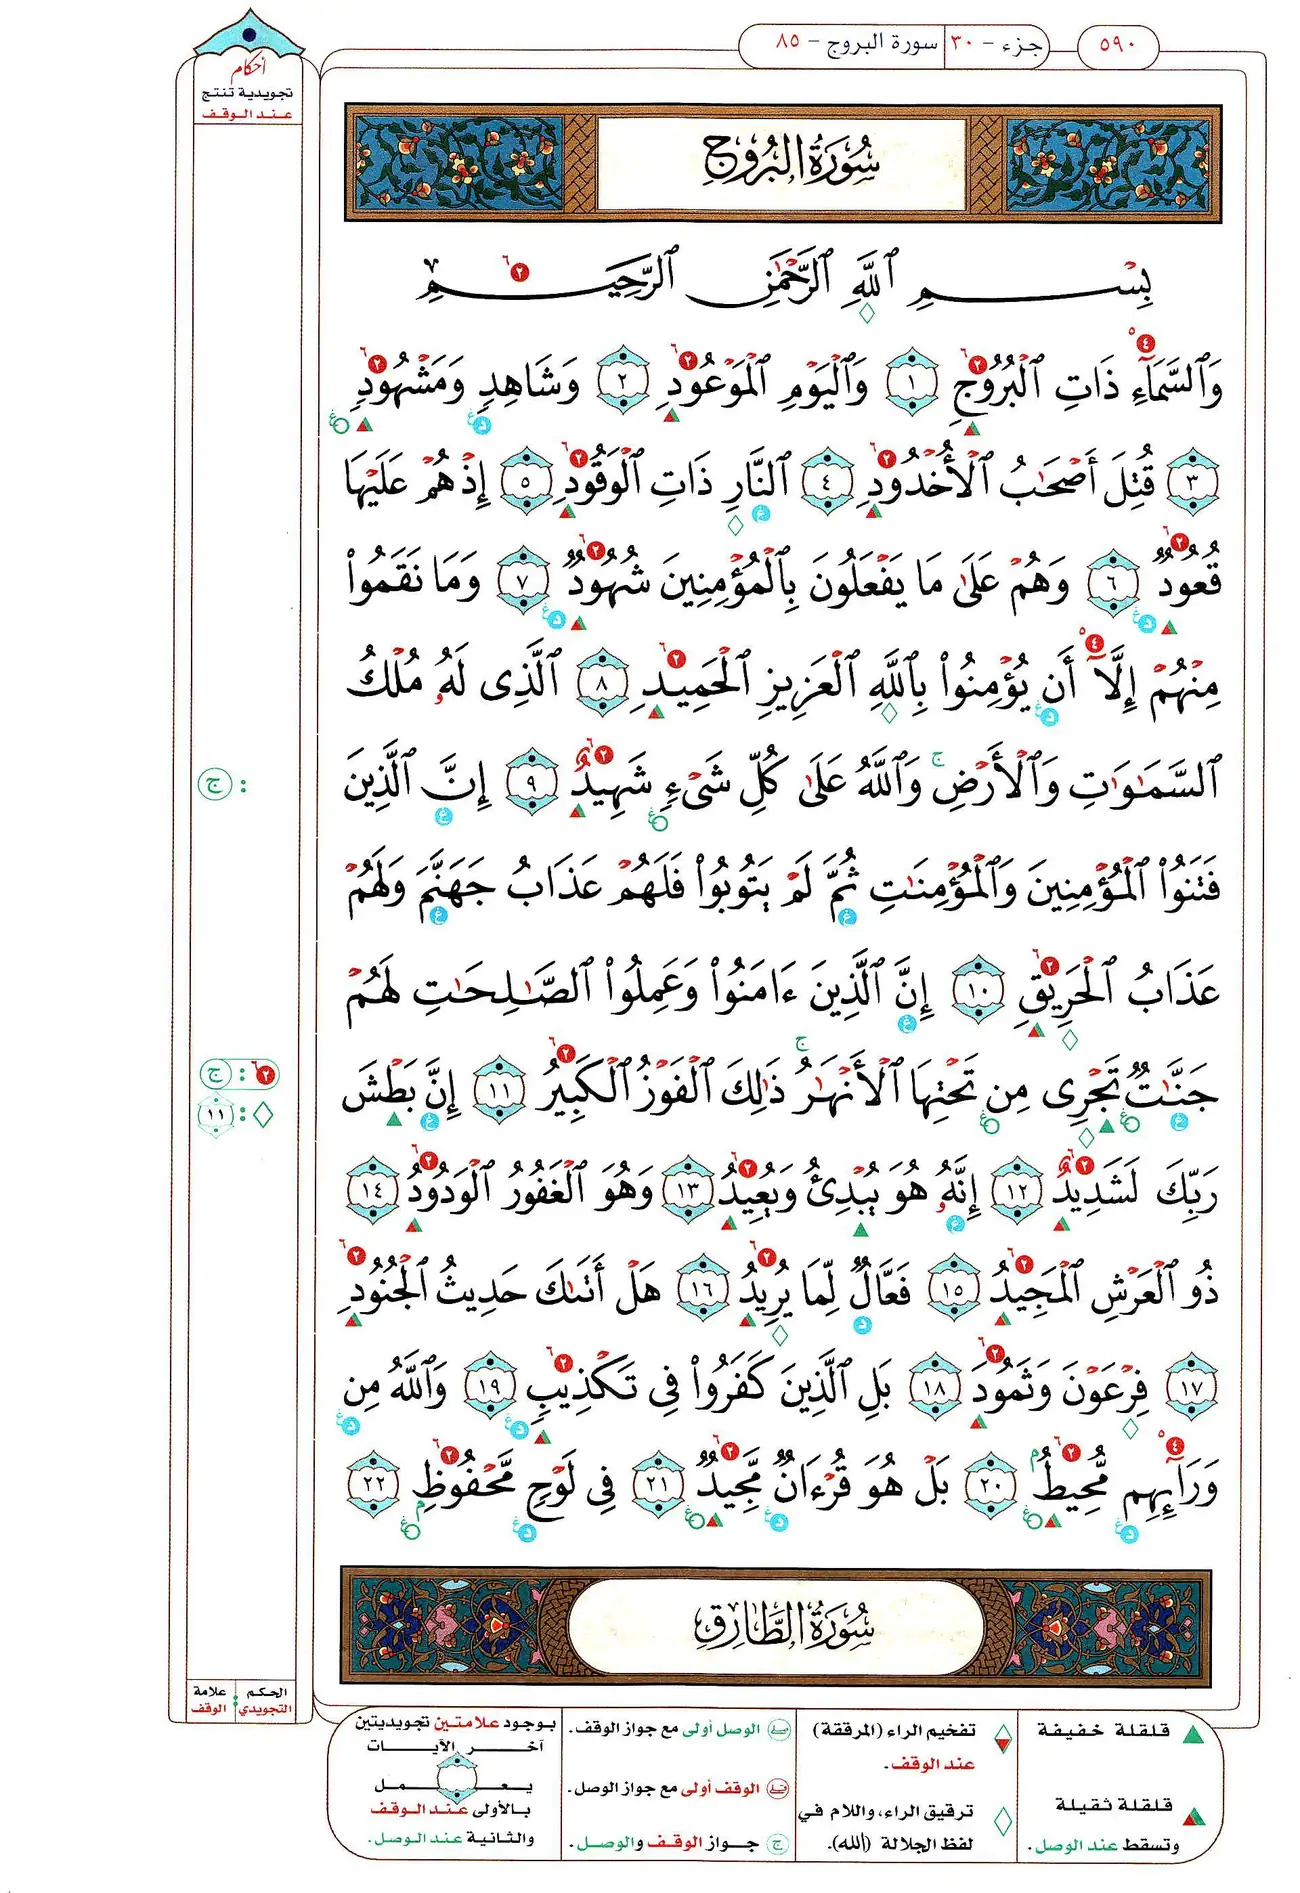 ٥٩٠
جزء - ٣٠
سورة البروج - ٨٥
أحكام
تجويدية تنتج
عند الوقف
سُورَةُ البُرُوجِ
بِسْمِ ٱللَّهِ ٱلرَّحْمَٰنِ ٱلرَّحِيمِ
وَٱلسَّمَآءِ ذَاتِ ٱلْبُرُوجِ ١ وَٱلْيَوْمِ ٱلْمَوْعُودِ ٢ وَشَاهِدٍ وَمَشْهُودٍ
٣ قُتِلَ أَصْحَٰبُ ٱلْأُخْدُودِ ٤ ٱلنَّارِ ذَاتِ ٱلْوَقُودِ ٥ إِذْ هُمْ عَلَيْهَا
قُعُودٌ ٦ وَهُمْ عَلَىٰ مَا يَفْعَلُونَ بِٱلْمُؤْمِنِينَ شُهُودٌ ٧ وَمَا نَقَمُوا۟
مِنْهُمْ إِلَّآ أَن يُؤْمِنُوا۟ بِٱللَّهِ ٱلْعَزِيزِ ٱلْحَمِيدِ ٨ ٱلَّذِى لَهُۥ مُلْكُ
ٱلسَّمَٰوَٰتِ وَٱلْأَرْضِ ۚ وَٱللَّهُ عَلَىٰ كُلِّ شَىْءٍ شَهِيدٌ ٩ إِنَّ ٱلَّذِينَ
فَتَنُوا۟ ٱلْمُؤْمِنِينَ وَٱلْمُؤْمِنَٰتِ ثُمَّ لَمْ يَتُوبُوا۟ فَلَهُمْ عَذَابُ جَهَنَّمَ وَلَهُمْ
عَذَابُ ٱلْحَرِيقِ ١٠ إِنَّ ٱلَّذِينَ ءَامَنُوا۟ وَعَمِلُوا۟ ٱلصَّٰلِحَٰتِ لَهُمْ
جَنَّٰتٌ تَجْرِى مِن تَحْتِهَا ٱلْأَنْهَٰرُ ۚ ذَٰلِكَ ٱلْفَوْزُ ٱلْكَبِيرُ ١١ إِنَّ بَطْشَ
رَبِّكَ لَشَدِيدٌ ١٢ إِنَّهُۥ هُوَ يُبْدِئُ وَيُعِيدُ ١٣ وَهُوَ ٱلْغَفُورُ ٱلْوَدُودُ ١٤
ذُو ٱلْعَرْشِ ٱلْمَجِيدُ ١٥ فَعَّالٌ لِّمَا يُرِيدُ ١٦ هَلْ أَتَىٰكَ حَدِيثُ ٱلْجُنُودِ
١٧ فِرْعَوْنَ وَثَمُودَ ١٨ بَلِ ٱلَّذِينَ كَفَرُوا۟ فِى تَكْذِيبٍ ١٩ وَٱللَّهُ مِن
وَرَآئِهِم مُّحِيطٌۢ ٢٠ بَلْ هُوَ قُرْءَانٌ مَّجِيدٌ ٢١ فِى لَوْحٍ مَّحْفُوظٍۭ ٢٢
: ج
٢ ٦ : ج
: ١١
سُورَةُ الطَّارِقِ
الحكم التجويدي : علامة الوقف
قلقلة خفيفة
قلقلة ثقيلة
وتسقط عند الوصل.
تفخيم الراء (المرققة)
عند الوقف.
ترقيق الراء، واللام في
لفظ الجلالة (الله).
صلى الوصل أولى مع جواز الوقف.
قلى الوقف أولى مع جواز الوصل.
ج جواز الوقف والوصل.
بوجود علامتين تجويديتين
آخر الآيات
يعمل
بالأولى عند الوقف
والثانية عند الوصل.